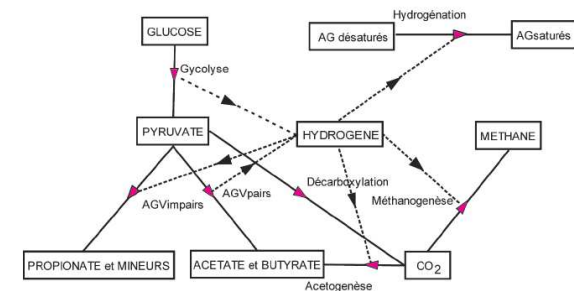 Hydrogénation
GLUCOSE
AG désaturés
AGsaturés
Gycolyse
PYRUVATE
HYDROGENE
METHANE
Décarboxylation
AGVimpairs
AGVpairs
Méthanogenèse
PROPIONATE et MINEURS
ACETATE et BUTYRATE
CO2
Acetogenèse